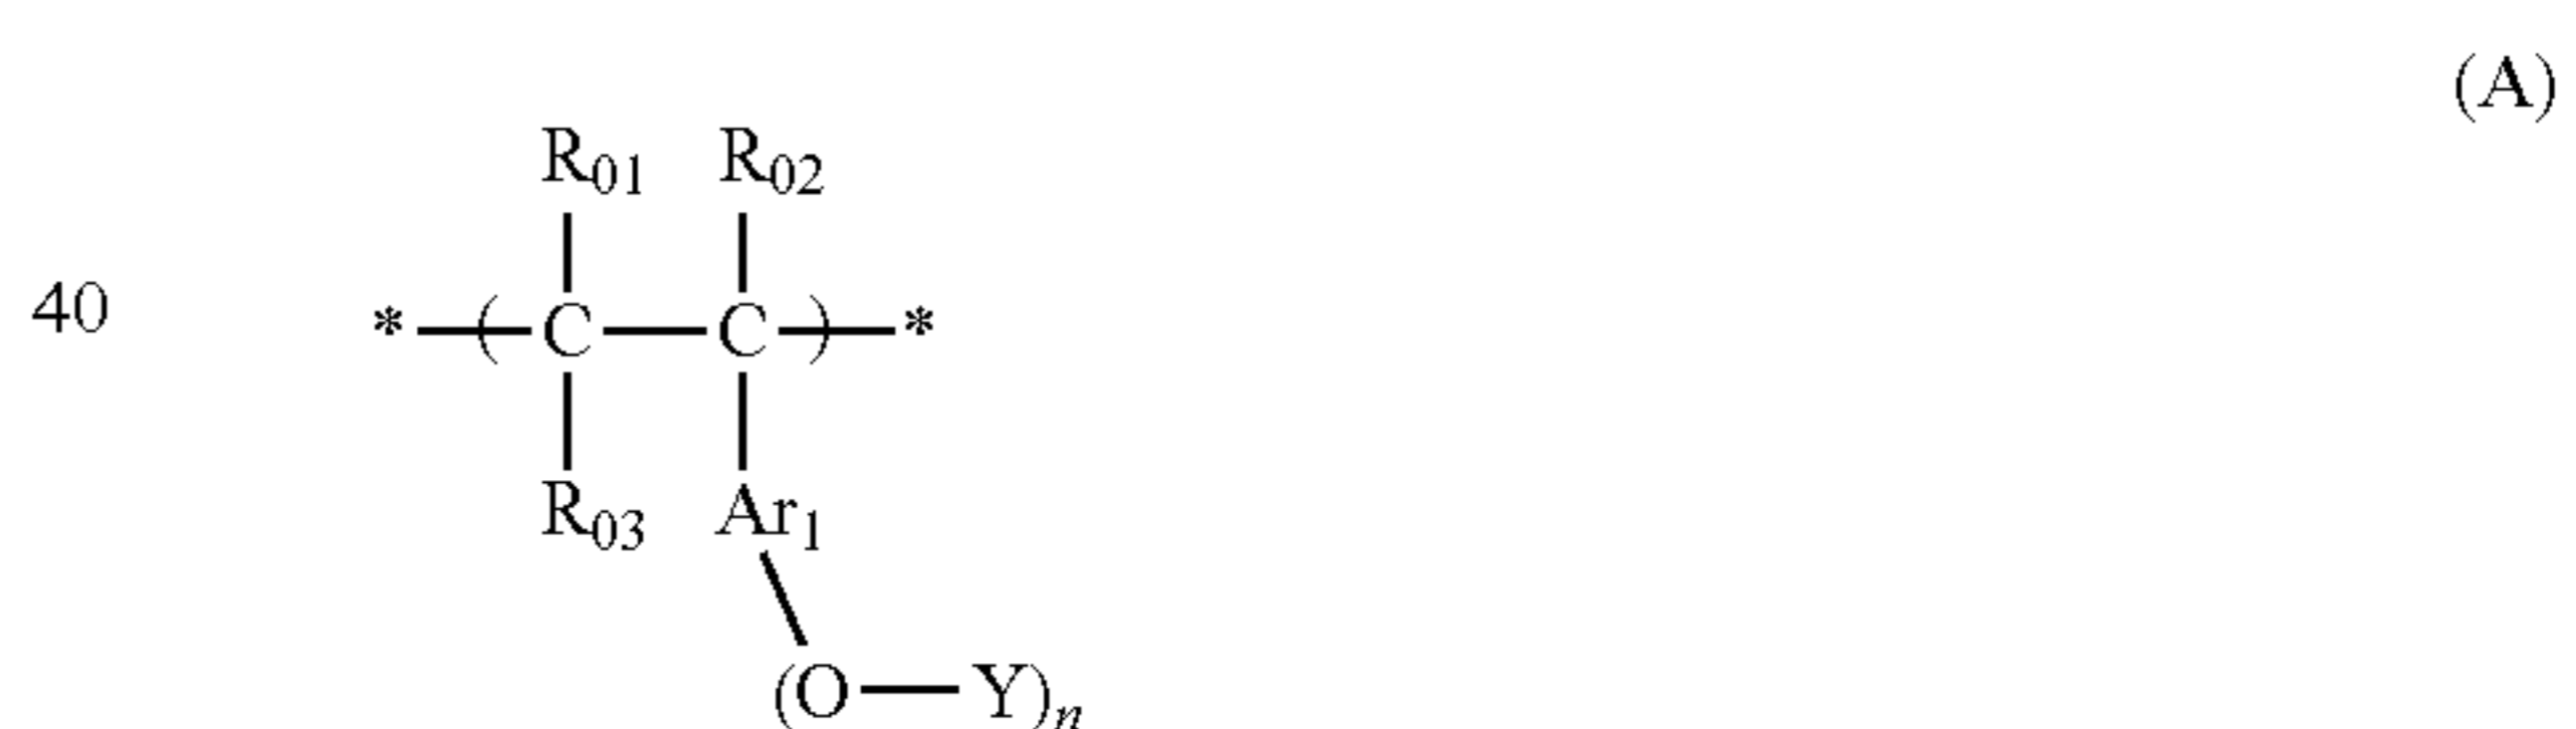 (A)
R01 R02
40 *—(C—C)—*
R03 Ar1
(O—Y)n